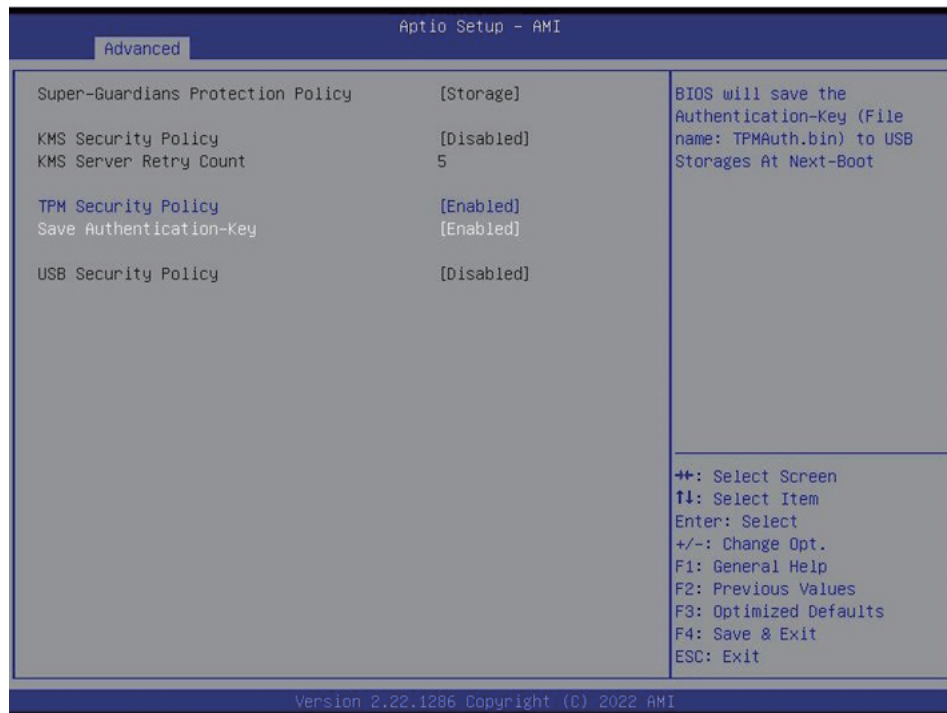 Aptio Setup - AMI
Advanced
Super-Guardians Protection Policy [Storage]
KMS Security Policy [Disabled]
KMS Server Retry Count 5
TPM Security Policy [Enabled]
Save Authentication-Key [Enabled]
USB Security Policy [Disabled]
BIOS will save the
Authentication-Key (File
name: TPMAuth.bin) to USB
Storages At Next-Boot
→←: Select Screen
↑↓: Select Item
Enter: Select
+/-: Change Opt.
F1: General Help
F2: Previous Values
F3: Optimized Defaults
F4: Save & Exit
ESC: Exit
Version 2.22.1286 Copyright (C) 2022 AMI